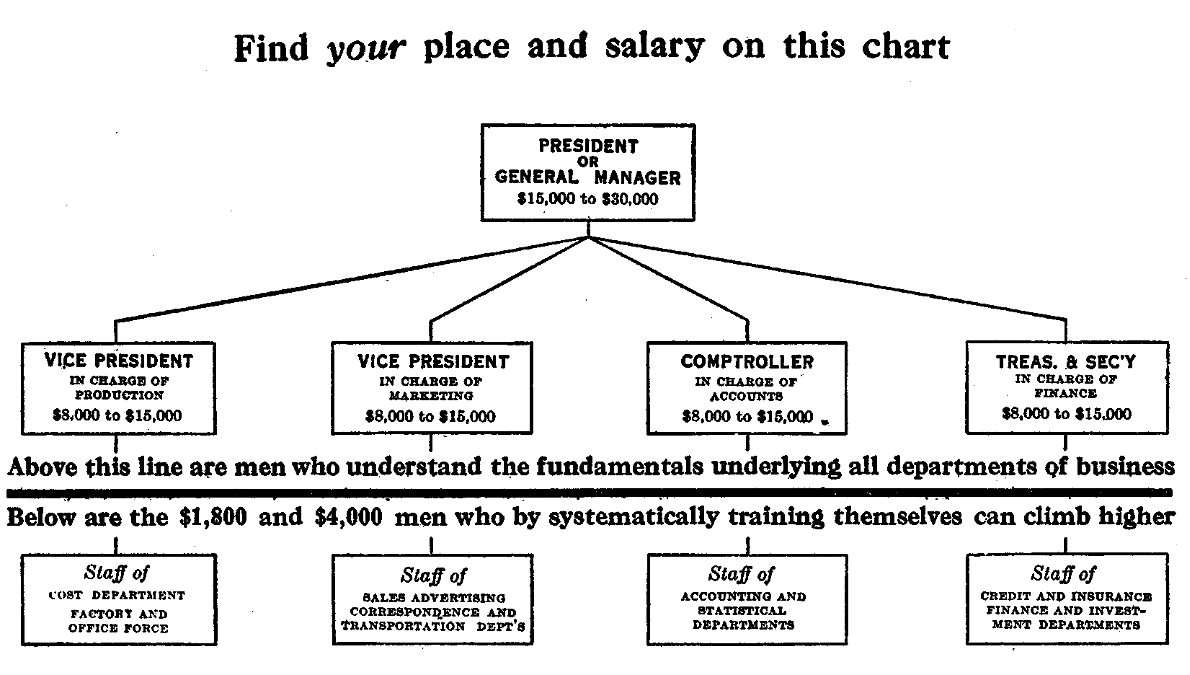 Find your place and salary on this chart
PRESIDENT
OR
GENERAL MANAGER
$15,000 to $30,000
VICE PRESIDENT
IN CHARGE OF
PRODUCTION
$8,000 to $15,000
VICE PRESIDENT
IN CHARGE OF
MARKETING
$8,000 to $15,000
COMPTROLLER
IN CHARGE OF
ACCOUNTS
$8,000 to $15,000
TREAS. & SEC'Y
IN CHARGE OF
FINANCE
$8,000 to $15,000
Above this line are men who understand the fundamentals underlying all departments of business
Below are the $1,800 and $4,000 men who by systematically training themselves can climb higher
Staff of
COST DEPARTMENT
FACTORY AND
OFFICE FORCE
Staff of
SALES ADVERTISING
CORRESPONDENCE AND
TRANSPORTATION DEPT'S
Staff of
ACCOUNTING AND
STATISTICAL
DEPARTMENTS
Staff of
CREDIT AND INSURANCE
FINANCE AND INVEST-
MENT DEPARTMENTS